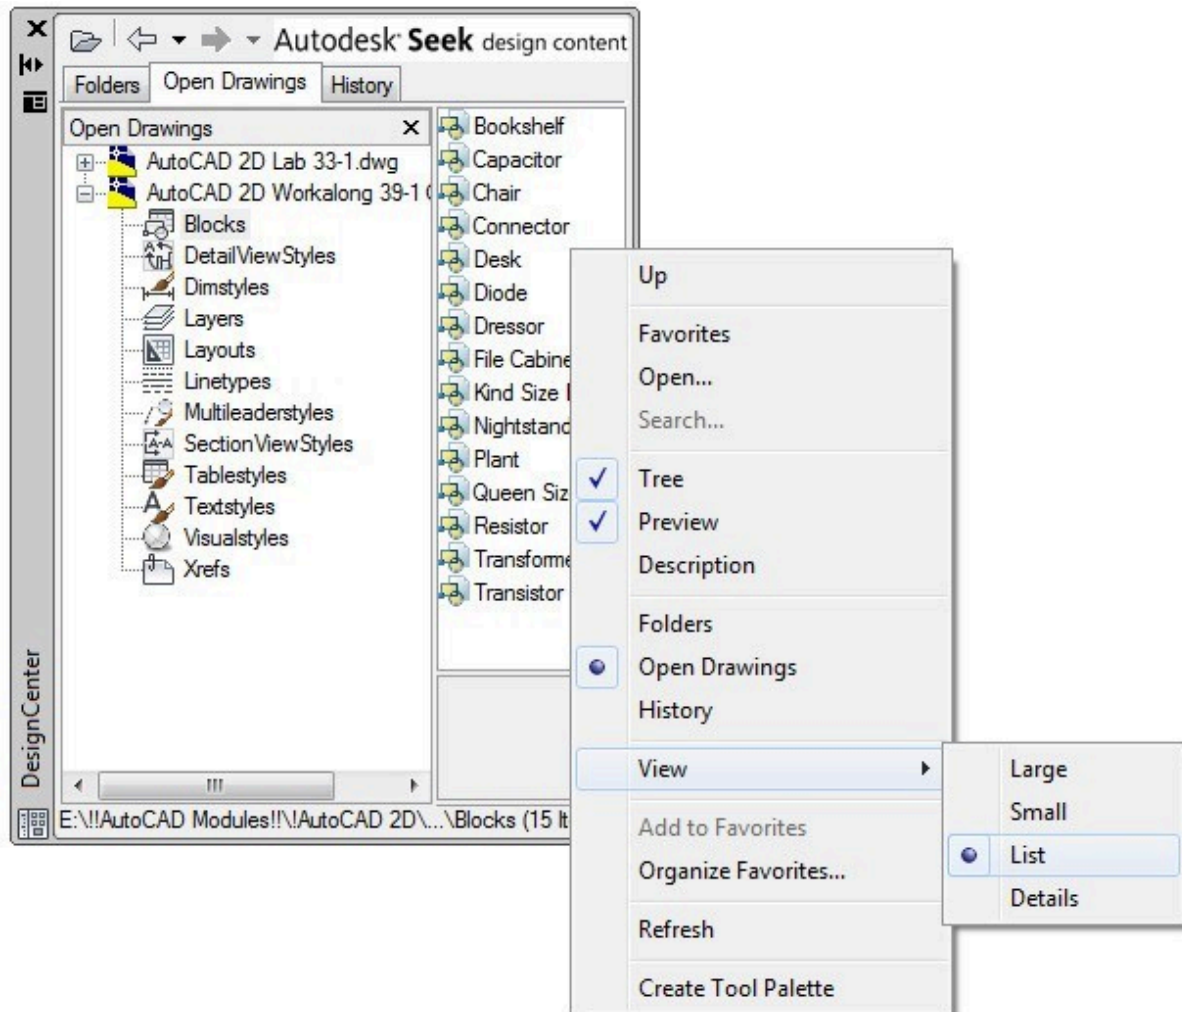 Autodesk Seek design content
Folders
Open Drawings
History
Open Drawings
AutoCAD 2D Lab 33-1.dwg
AutoCAD 2D Workalong 39-1
Blocks
DetailViewStyles
Dimstyles
Layers
Layouts
Linetypes
Multileaderstyles
SectionViewStyles
Tablestyles
Textstyles
Visualstyles
Xrefs
Bookshelf
Capacitor
Chair
Connector
Desk
Diode
Dressor
File Cabine
Kind Size
Nightstand
Plant
Queen Siz
Resistor
Transforme
Transistor
DesignCenter
E:\!!AutoCAD Modules!!\!AutoCAD 2D\...\Blocks (15 It
Up
Favorites
Open...
Search...
Tree
Preview
Description
Folders
Open Drawings
History
View
Add to Favorites
Organize Favorites...
Refresh
Create Tool Palette
Large
Small
List
Details